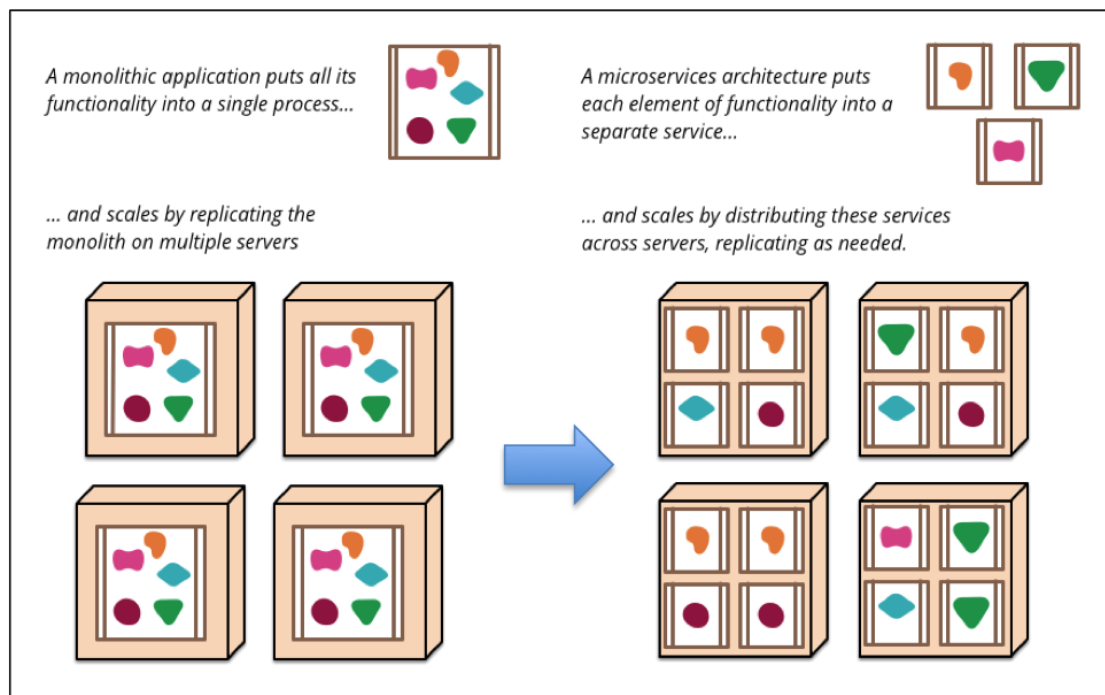 A monolithic application puts all its
functionality into a single process...
A microservices architecture puts
each element of functionality into a
separate service...
... and scales by replicating the
monolith on multiple servers
... and scales by distributing these services
across servers, replicating as needed.